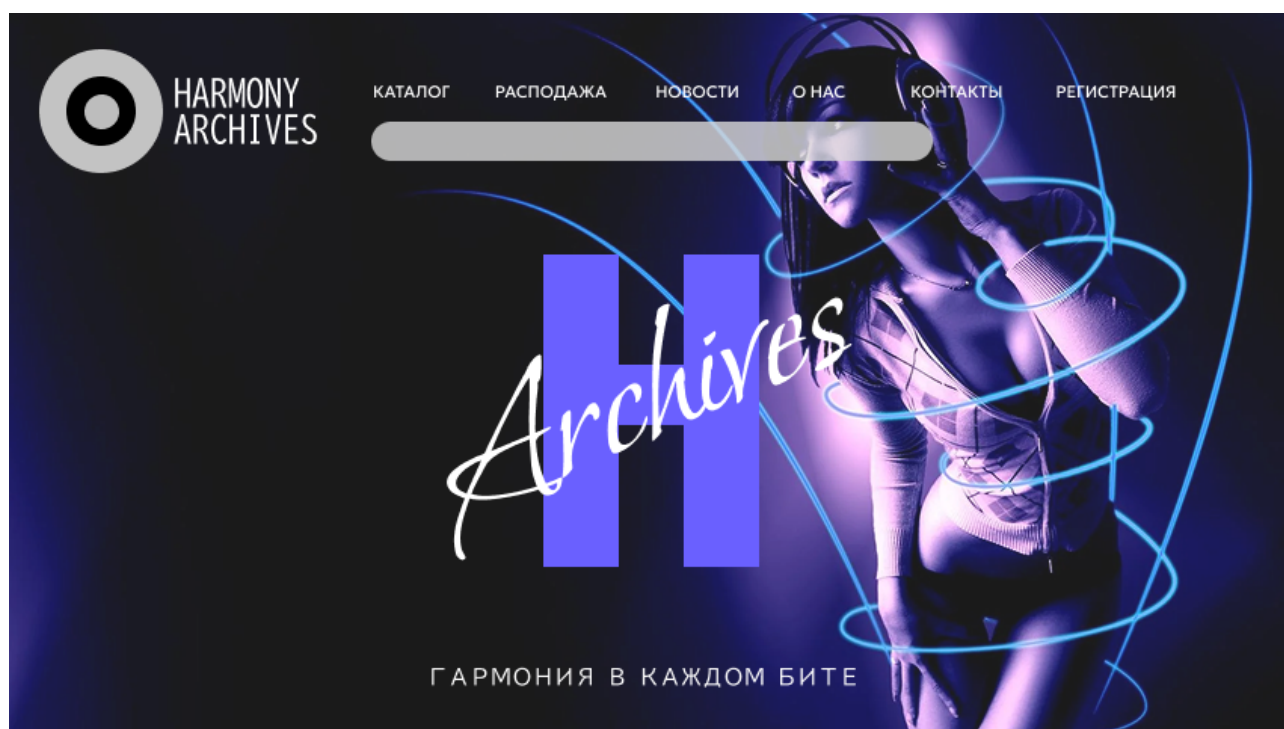 HARMONY
ARCHIVES
КАТАЛОГ РАСПОДАЖА НОВОСТИ О НАС КОНТАКТЫ РЕГИСТРАЦИЯ
H
Archives
ГАРМОНИЯ В КАЖДОМ БИТЕ